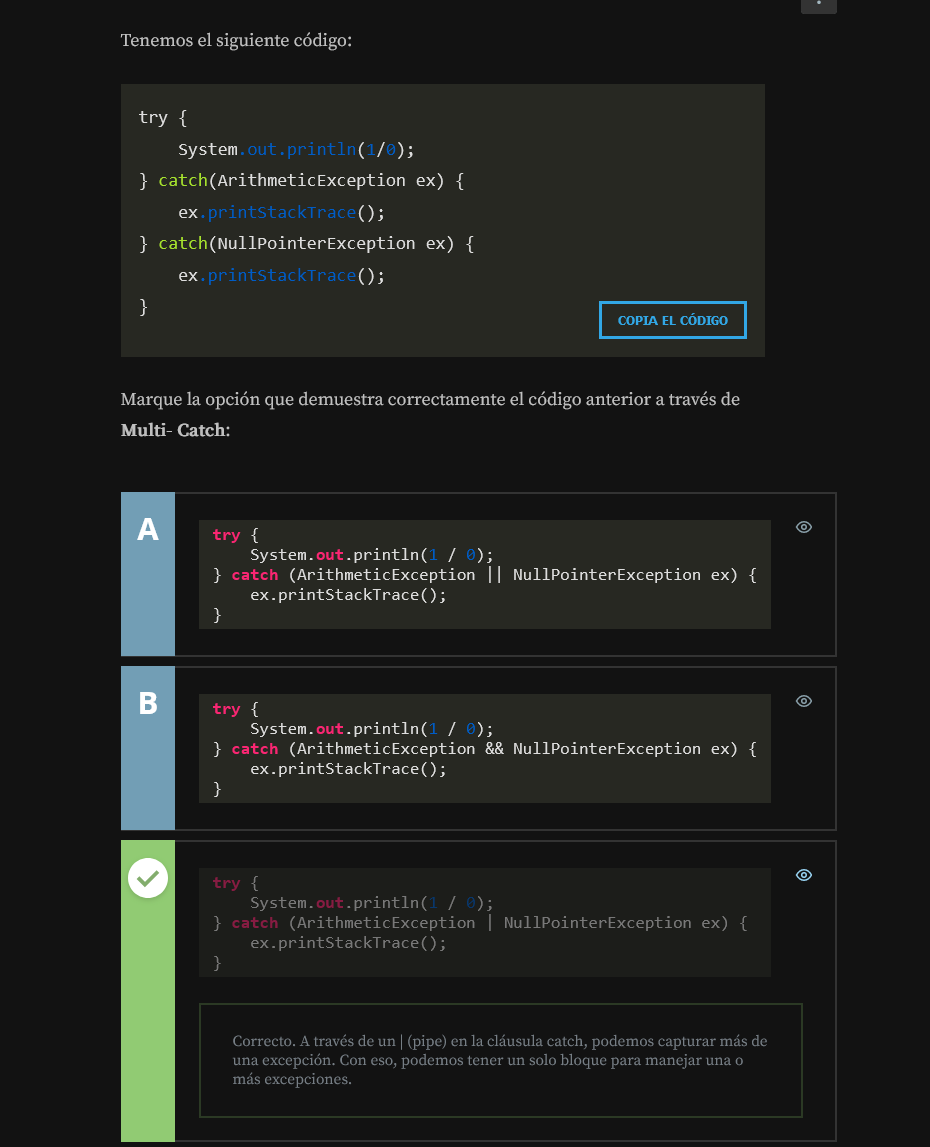 Tenemos el siguiente código:
try {
    System.out.println(1/0);
} catch(ArithmeticException ex) {
    ex.printStackTrace();
} catch(NullPointerException ex) {
    ex.printStackTrace();
}
COPIA EL CÓDIGO
Marque la opción que demuestra correctamente el código anterior a través de
Multi- Catch:
A
try {
    System.out.println(1 / 0);
} catch (ArithmeticException || NullPointerException ex) {
    ex.printStackTrace();
}
B
try {
    System.out.println(1 / 0);
} catch (ArithmeticException && NullPointerException ex) {
    ex.printStackTrace();
}
try {
    System.out.println(1 / 0);
} catch (ArithmeticException | NullPointerException ex) {
    ex.printStackTrace();
}
Correcto. A través de un | (pipe) en la cláusula catch, podemos capturar más de
una excepción. Con eso, podemos tener un solo bloque para manejar una o
más excepciones.